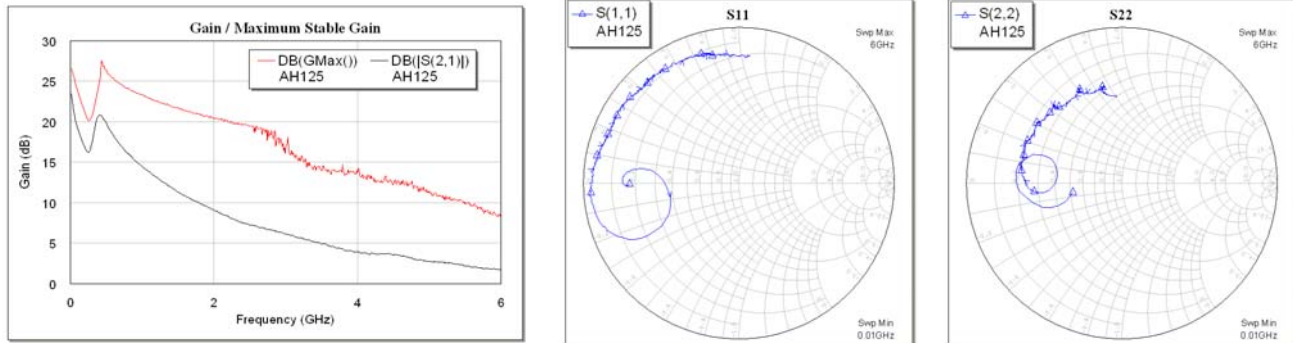 Gain / Maximum Stable Gain
30
25
20
15
10
5
0
Gain (dB)
DB(GMax())
AH125
DB(|S(2,1)|)
AH125
0
2
4
6
Frequency (GHz)
S(1,1)
AH125
S11
Swp Max
6GHz
Swp Min
0.01GHz
S(2,2)
AH125
S22
Swp Max
6GHz
Swp Min
0.01GHz